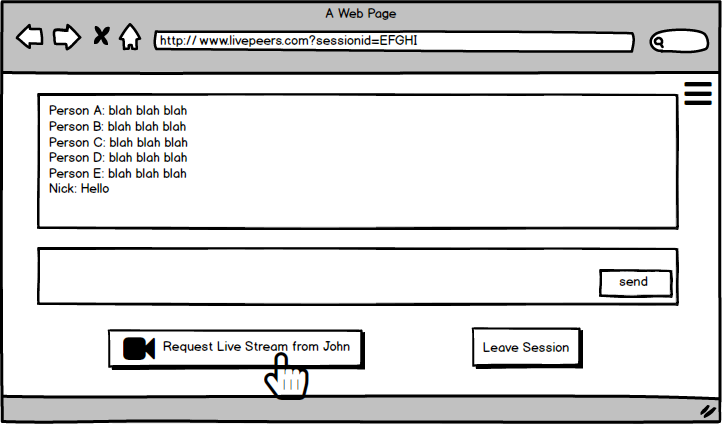 A Web Page
http:// www.livepeers.com?sessionid=EFGHI
Person A: blah blah blah
Person B: blah blah blah
Person C: blah blah blah
Person D: blah blah blah
Person E: blah blah blah
Nick: Hello
send
Request Live Stream from John
Leave Session